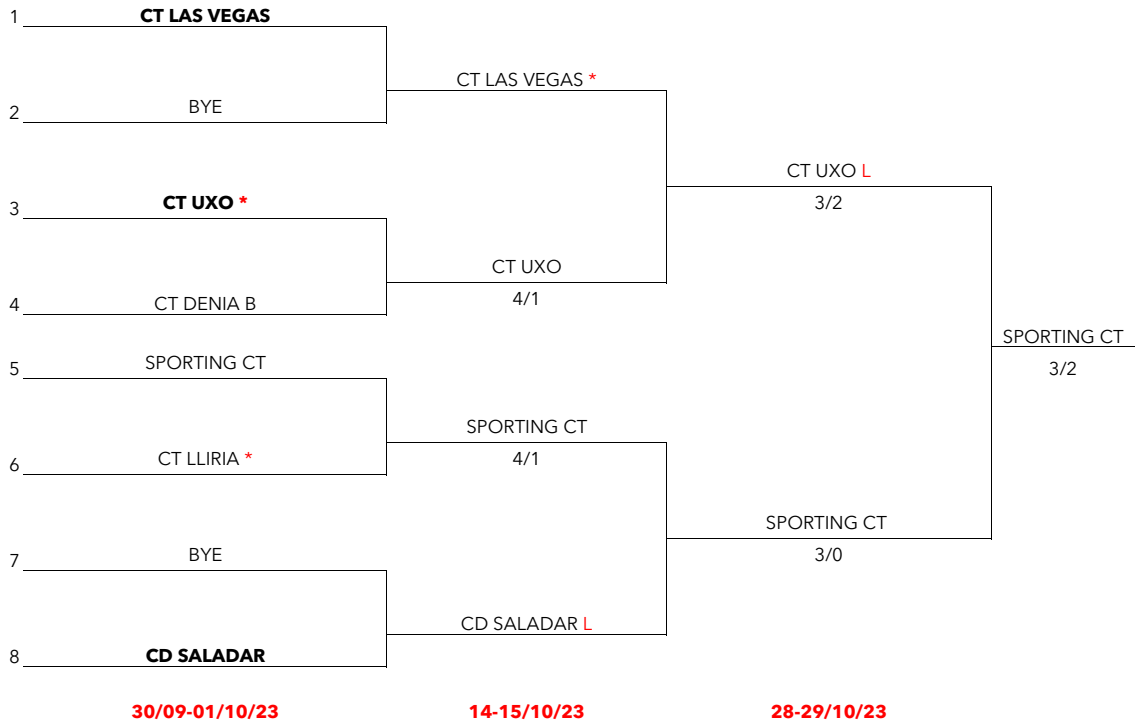 1 CT LAS VEGAS
CT LAS VEGAS *
2 BYE
CT UXO L
3/2
3 CT UXO *
CT UXO
4/1
4 CT DENIA B
SPORTING CT
3/2
5 SPORTING CT
SPORTING CT
4/1
6 CT LLIRIA *
SPORTING CT
3/0
7 BYE
CD SALADAR L
8 CD SALADAR
30/09-01/10/23 14-15/10/23 28-29/10/23